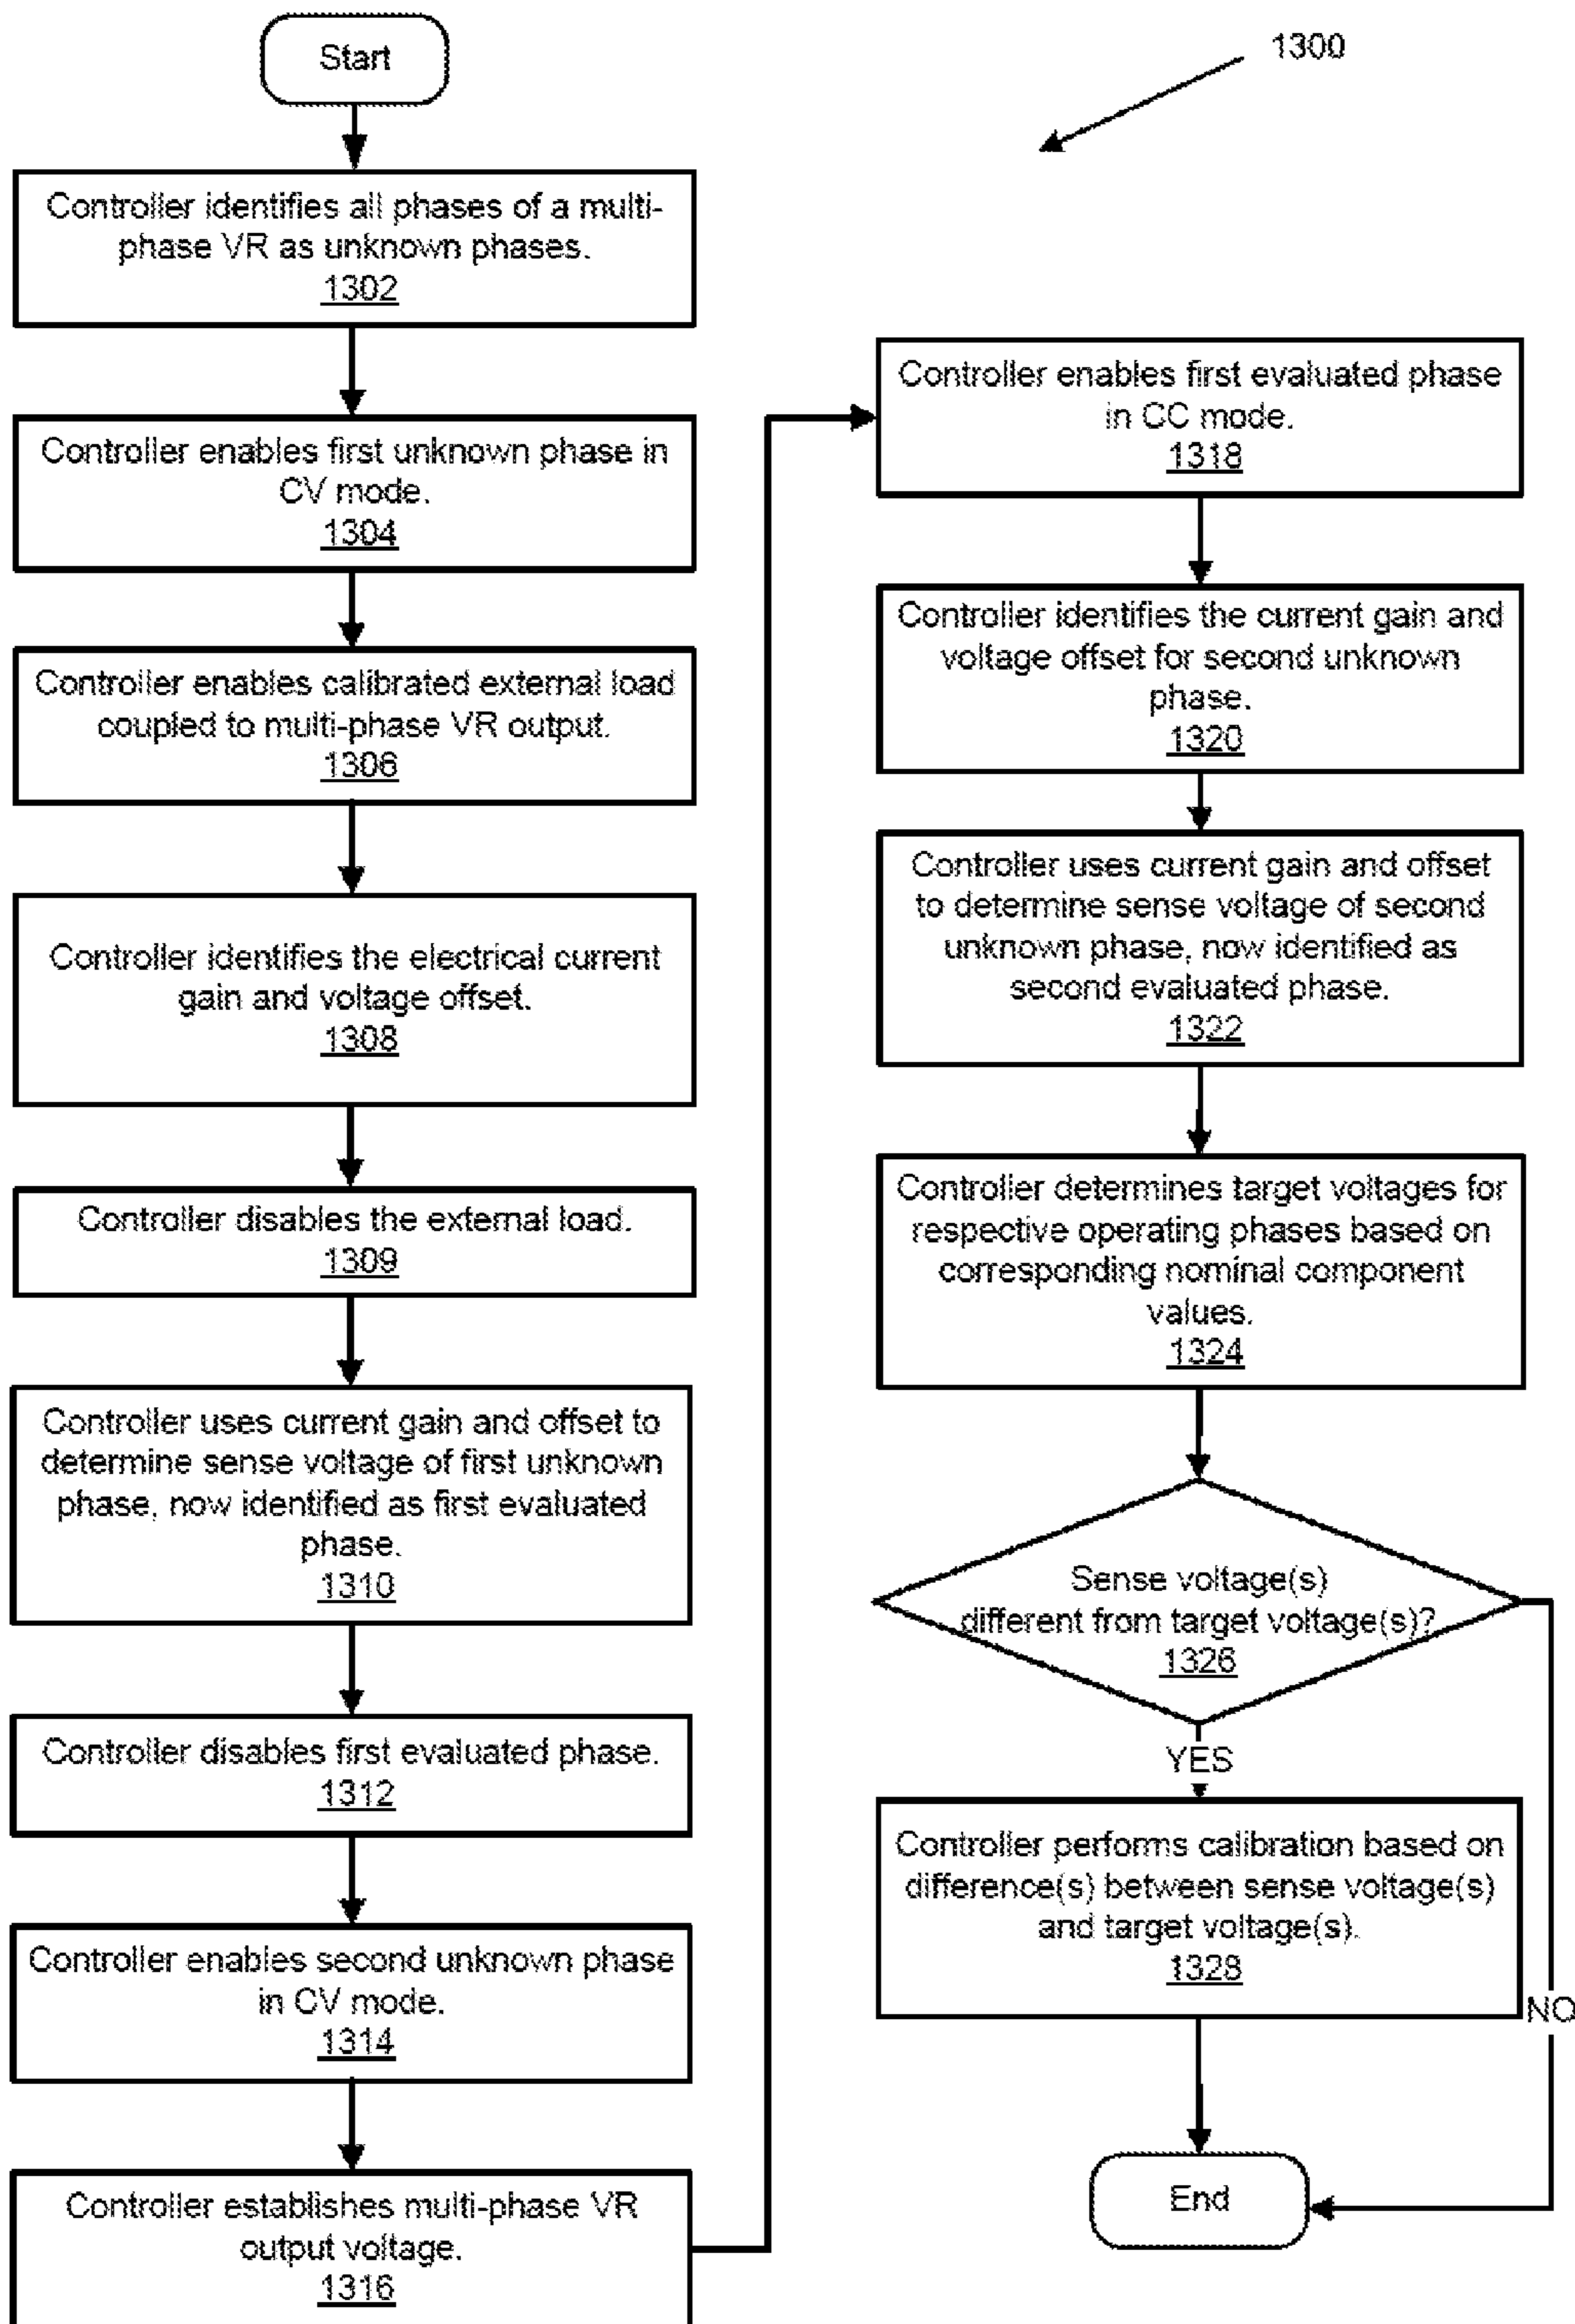 Start
1300
Controller identifies all phases of a multi-
phase VR as unknown phases.
1302
Controller enables first unknown phase in
CV mode.
1304
Controller enables calibrated external load
coupled to multi-phase VR output.
1306
Controller identifies the electrical current
gain and voltage offset.
1308
Controller disables the external load.
1309
Controller uses current gain and offset to
determine sense voltage of first unknown
phase, now identified as first evaluated
phase.
1310
Controller disables first evaluated phase.
1312
Controller enables second unknown phase
in CV mode.
1314
Controller establishes multi-phase VR
output voltage.
1316
Controller enables first evaluated phase
in CC mode.
1318
Controller identifies the current gain and
voltage offset for second unknown
phase.
1320
Controller uses current gain and offset
to determine sense voltage of second
unknown phase, now identified as
second evaluated phase.
1322
Controller determines target voltages for
respective operating phases based on
corresponding nominal component
values.
1324
Sense voltage(s)
different from target voltage(s)?
1326
YES
Controller performs calibration based on
difference(s) between sense voltage(s)
and target voltage(s).
1328
NO
End